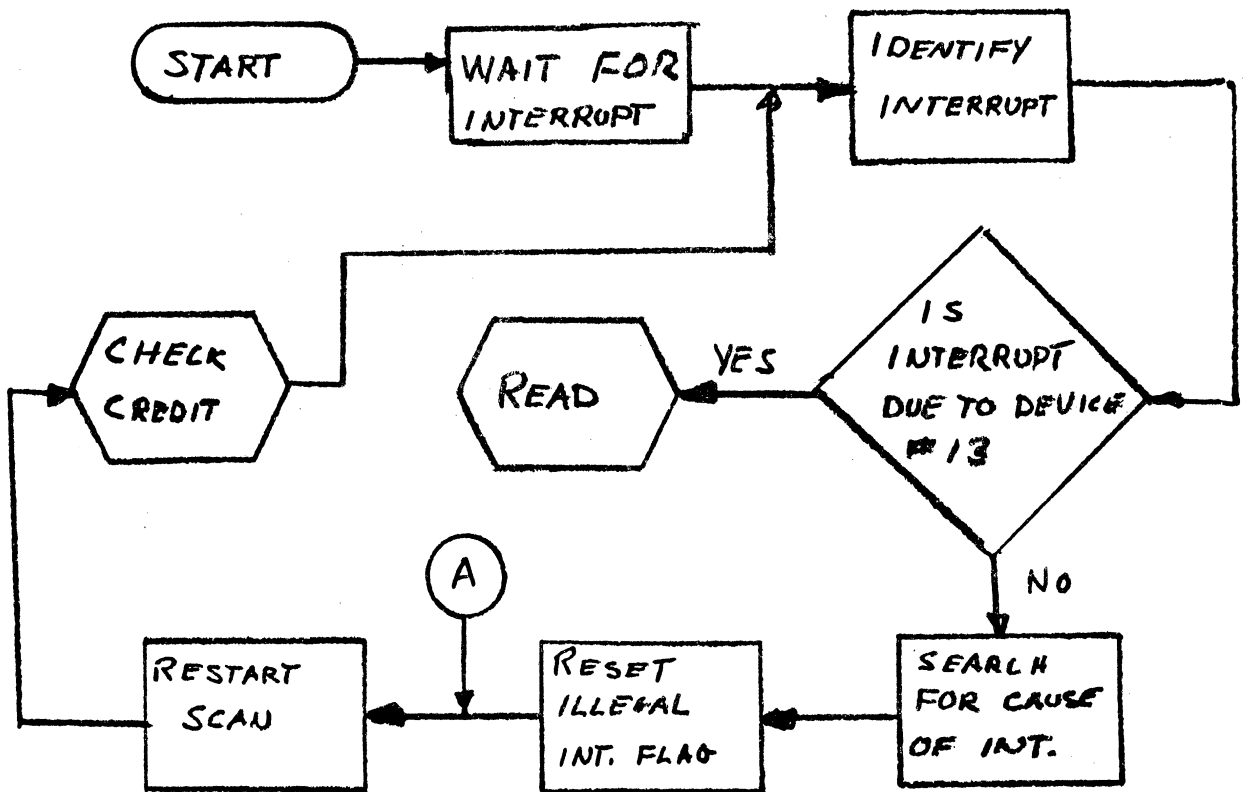 START
WAIT FOR
INTERRUPT
IDENTIFY
INTERRUPT
IS
INTERRUPT
DUE TO DEVICE
# 13
YES
READ
CHECK
CREDIT
NO
A
SEARCH
FOR CAUSE
OF INT.
RESET
ILLEGAL
INT. FLAG
RESTART
SCAN